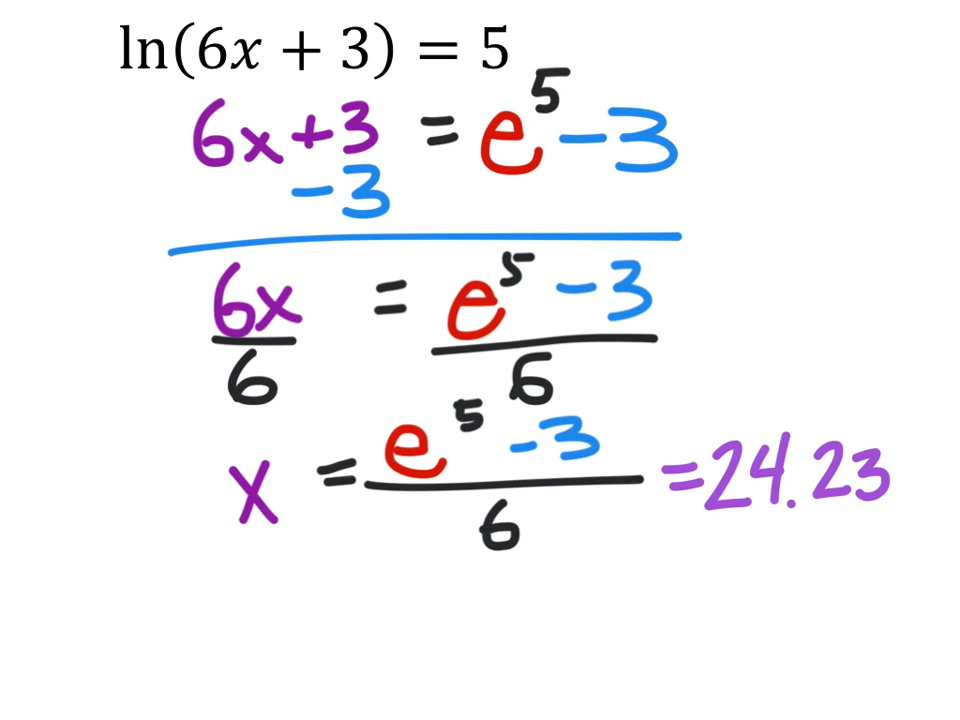 ln(6x + 3) = 5
6x + 3 = e⁵ - 3
- 3
6x = e⁵ - 3
6 6
x = e⁵ - 3 = 24.23
6